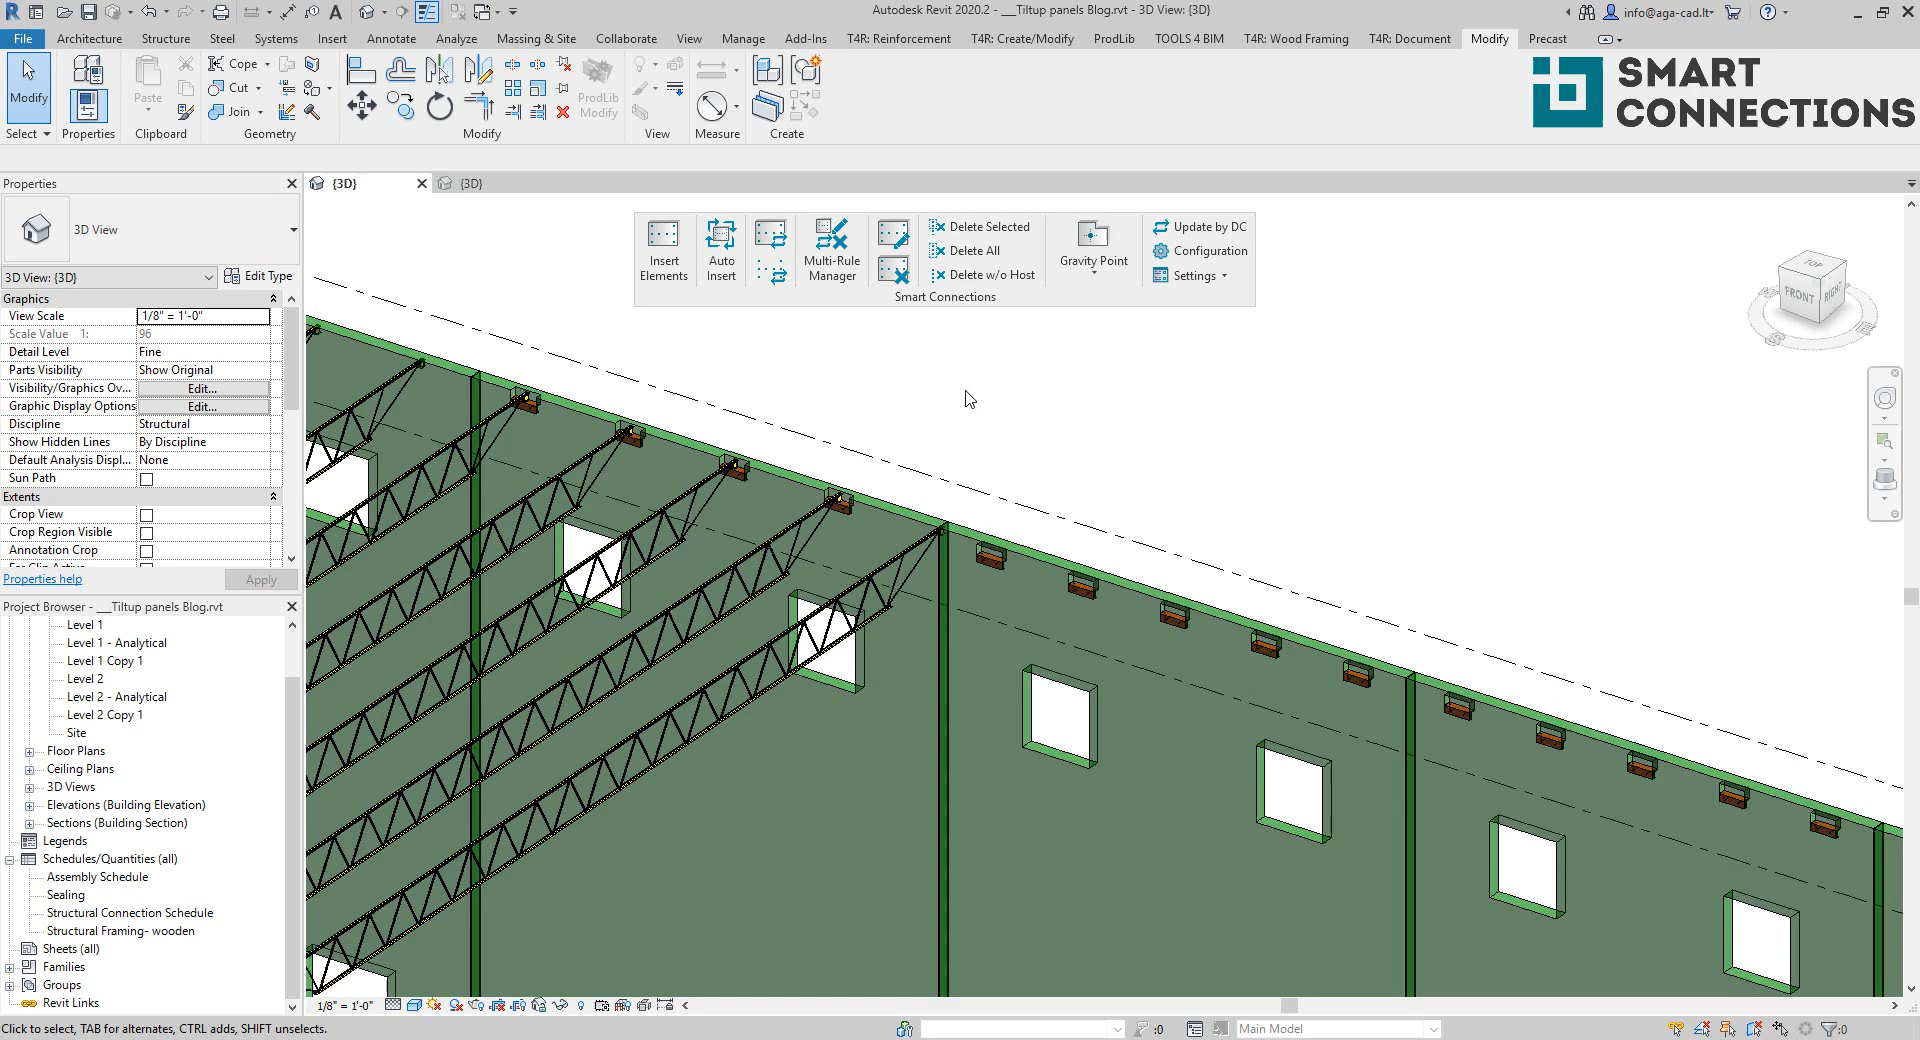 Autodesk Revit 2020.2 - ___Tiltup panels Blog.rvt - 3D View: {3D}
info@aga-cad.lt
File Architecture Structure Steel Systems Insert Annotate Analyze Massing & Site Collaborate View Manage Add-Ins T4R: Reinforcement T4R: Create/Modify ProdLib TOOLS 4 BIM T4R: Wood Framing T4R: Document Modify Precast
Modify
Paste
Cope
Cut
Join
ProdLib
Modify
Select Properties Clipboard Geometry Modify View Measure Create
SMART
CONNECTIONS
Properties
{3D}
{3D}
3D View
3D View: {3D}
Edit Type
Graphics
View Scale 1/8" = 1'-0"
Scale Value 1: 96
Detail Level Fine
Parts Visibility Show Original
Visibility/Graphics Ov... Edit...
Graphic Display Options Edit...
Discipline Structural
Show Hidden Lines By Discipline
Default Analysis Displ... None
Sun Path
Extents
Crop View
Crop Region Visible
Annotation Crop
Properties help
Apply
Insert
Elements
Auto
Insert
Multi-Rule
Manager
Delete Selected
Delete All
Delete w/o Host
Gravity Point
Update by DC
Configuration
Settings
Smart Connections
TOP
FRONT
RIGHT
S
E
Project Browser - ___Tiltup panels Blog.rvt
Level 1
Level 1 - Analytical
Level 1 Copy 1
Level 2
Level 2 - Analytical
Level 2 Copy 1
Site
Floor Plans
Ceiling Plans
3D Views
Elevations (Building Elevation)
Sections (Building Section)
Legends
Schedules/Quantities (all)
Assembly Schedule
Sealing
Structural Connection Schedule
Structural Framing- wooden
Sheets (all)
Families
Groups
Revit Links
1/8" = 1'-0"
Click to select, TAB for alternates, CTRL adds, SHIFT unselects.
:0
Main Model
:0